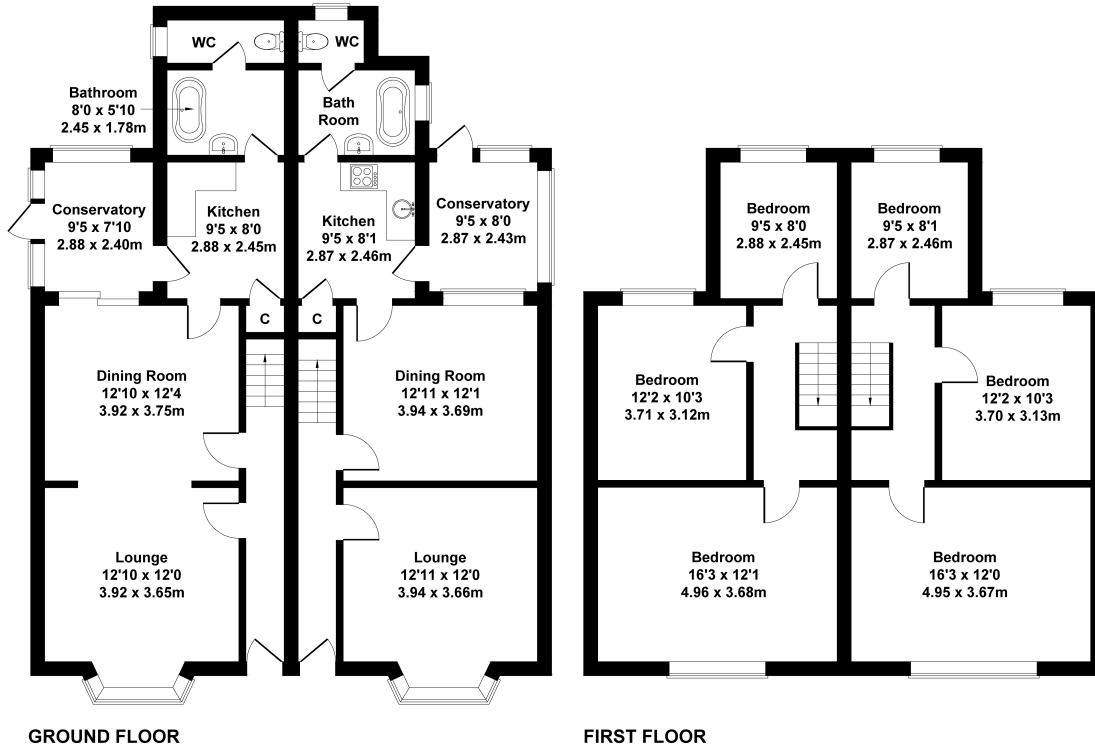 WC
WC
Bathroom
8'0 x 5'10
2.45 x 1.78m
Bath
Room
Conservatory
9'5 x 7'10
2.88 x 2.40m
Kitchen
9'5 x 8'0
2.88 x 2.45m
Kitchen
9'5 x 8'1
2.87 x 2.46m
Conservatory
9'5 x 8'0
2.87 x 2.43m
C
C
Dining Room
12'10 x 12'4
3.92 x 3.75m
Dining Room
12'11 x 12'1
3.94 x 3.69m
Lounge
12'10 x 12'0
3.92 x 3.65m
Lounge
12'11 x 12'0
3.94 x 3.66m
GROUND FLOOR
Bedroom
9'5 x 8'0
2.88 x 2.45m
Bedroom
9'5 x 8'1
2.87 x 2.46m
Bedroom
12'2 x 10'3
3.71 x 3.12m
Bedroom
12'2 x 10'3
3.70 x 3.13m
Bedroom
16'3 x 12'1
4.96 x 3.68m
Bedroom
16'3 x 12'0
4.95 x 3.67m
FIRST FLOOR